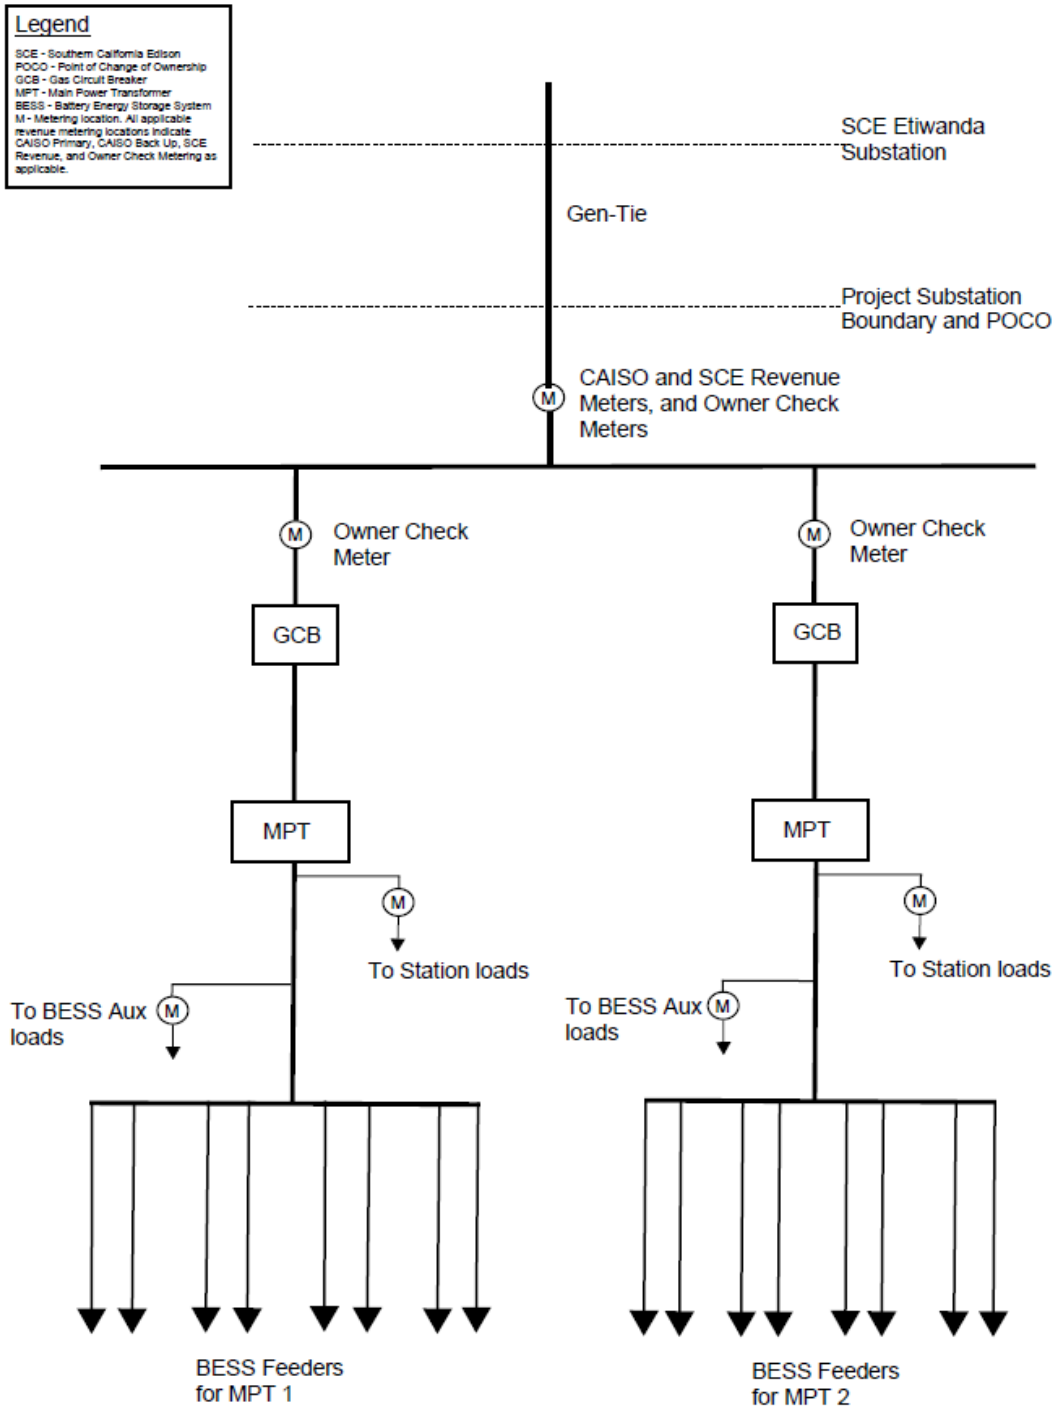 Legend
SCE - Southern California Edison
POCO - Point of Change of Ownership
GCB - Gas Circuit Breaker
MPT - Main Power Transformer
BESS - Battery Energy Storage System
M - Metering location. All applicable
revenue metering locations indicate
CAISO Primary, CAISO Back Up, SCE
Revenue, and Owner Check Metering as
applicable.
SCE Etiwanda
Substation
Gen-Tie
Project Substation
Boundary and POCO
M
CAISO and SCE Revenue
Meters, and Owner Check
Meters
M
Owner Check
Meter
M
Owner Check
Meter
GCB
GCB
MPT
MPT
M
To Station loads
M
To Station loads
To BESS Aux
loads
M
To BESS Aux
loads
M
BESS Feeders
for MPT 1
BESS Feeders
for MPT 2